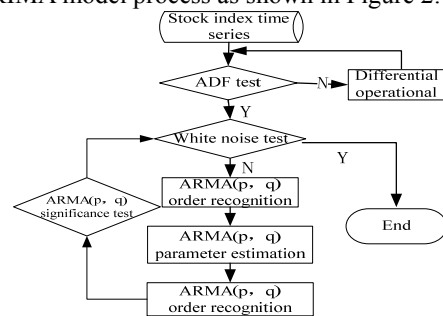 RIMA model process as shown in Figure 2.
Stock index time
series
ADF test
N
Differential
operational
Y
White noise test
Y
N
ARMA(p, q)
order recognition
ARMA(p, q)
significance test
End
ARMA(p, q)
parameter estimation
ARMA(p, q)
order recognition